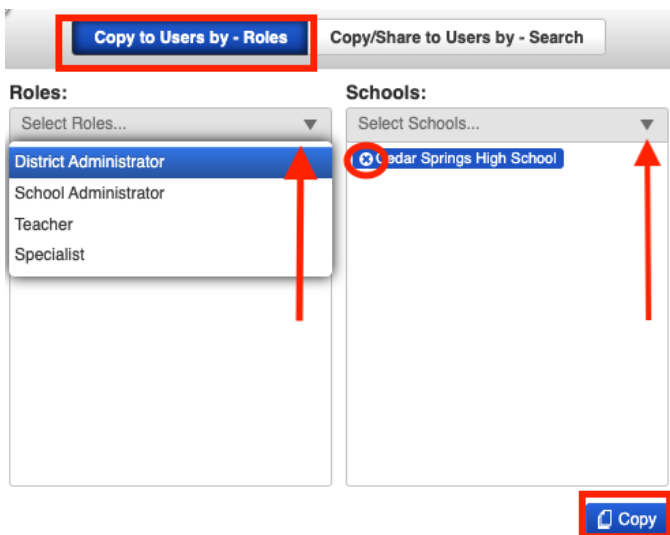 Copy to Users by - Roles
Copy/Share to Users by - Search
Roles:
Schools:
Select Roles...
Select Schools...
District Administrator
School Administrator
Teacher
Specialist
Cedar Springs High School
Copy